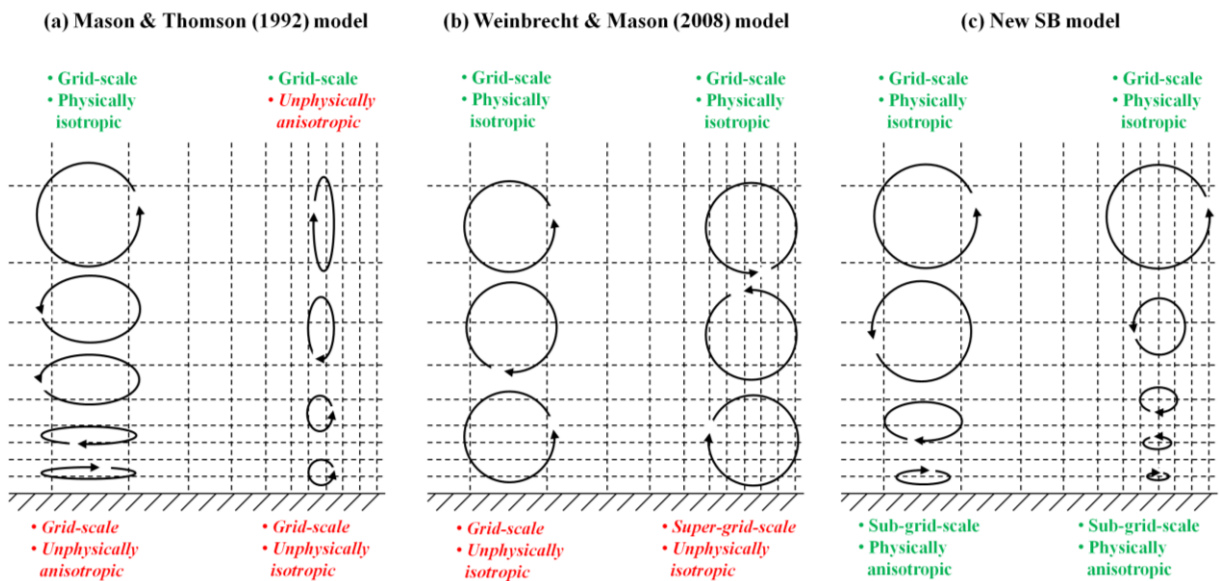 (a) Mason & Thomson (1992) model
(b) Weinbrecht & Mason (2008) model
(c) New SB model
• Grid-scale
• Physically
isotropic
• Grid-scale
• Unphysically
anisotropic
• Grid-scale
• Physically
isotropic
• Grid-scale
• Physically
isotropic
• Grid-scale
• Physically
isotropic
• Grid-scale
• Physically
isotropic
• Grid-scale
• Unphysically
anisotropic
• Grid-scale
• Unphysically
isotropic
• Grid-scale
• Unphysically
isotropic
• Super-grid-scale
• Unphysically
isotropic
• Sub-grid-scale
• Physically
anisotropic
• Sub-grid-scale
• Physically
anisotropic